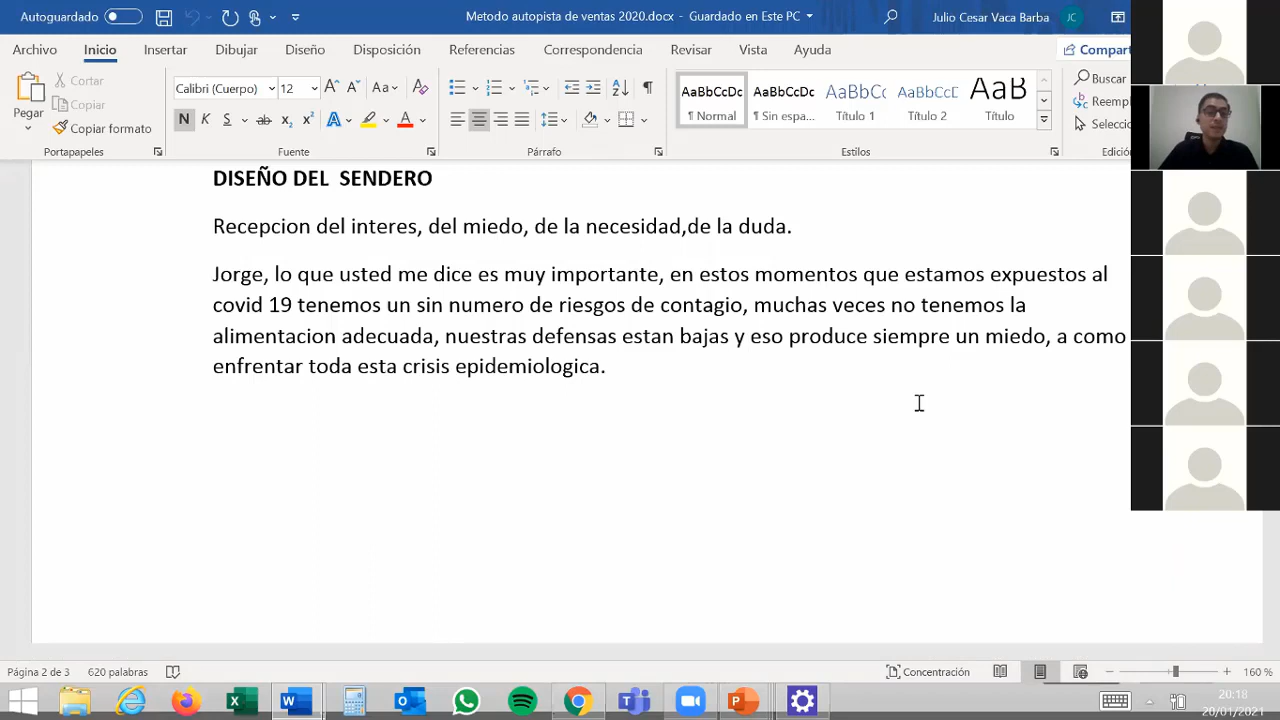 Autoguardado
Metodo autopista de ventas 2020.docx - Guardado en Este PC
Julio Cesar Vaca Barba
JC
Archivo Inicio Insertar Dibujar Diseño Disposición Referencias Correspondencia Revisar Vista Ayuda
Compart
Pegar
Cortar
Copiar
Copiar formato
Portapapeles
Calibri (Cuerpo) 12
Fuente
Párrafo
AaBbCcDc AaBbCcDc AaBbCc AaBbCcD AaB
¶ Normal ¶ Sin espa... Título 1 Título 2 Título
Estilos
Buscar
Reempl
Selecci
Edición
DISEÑO DEL SENDERO
Recepcion del interes, del miedo, de la necesidad,de la duda.
Jorge, lo que usted me dice es muy importante, en estos momentos que estamos expuestos al
covid 19 tenemos un sin numero de riesgos de contagio, muchas veces no tenemos la
alimentacion adecuada, nuestras defensas estan bajas y eso produce siempre un miedo, a como
enfrentar toda esta crisis epidemiologica.
Página 2 de 3 620 palabras
Concentración
160 %
20:18
20/01/2021